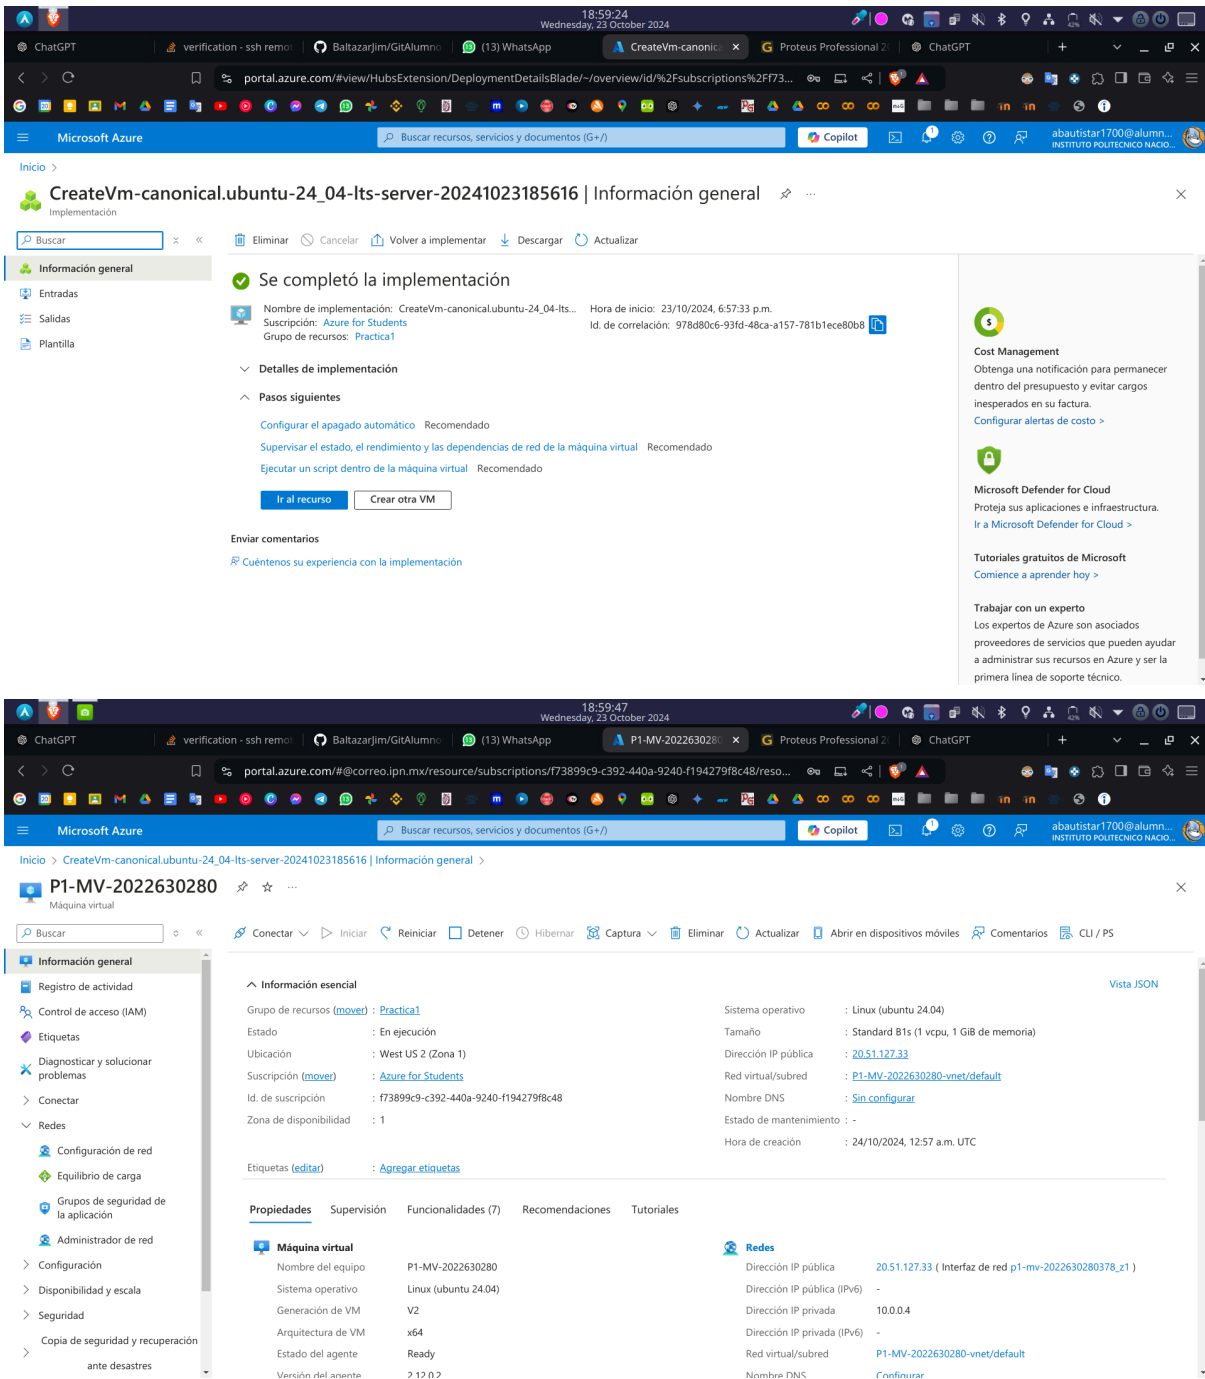 18:59:24
Wednesday, 23 October 2024
ChatGPT
verification - ssh remot
BaltazarJim/GitAlumno
(13) WhatsApp
CreateVm-canonica
Proteus Professional 2
ChatGPT
portal.azure.com/#view/HubsExtension/DeploymentDetailsBlade/~/overview/id/%2Fsubscriptions%2Ff73...
Microsoft Azure
Buscar recursos, servicios y documentos (G+/)
Copilot
1
abautistar1700@alumn...
INSTITUTO POLITECNICO NACIO...
Inicio >
CreateVm-canonical.ubuntu-24_04-lts-server-20241023185616 | Información general
Implementación
Buscar
Eliminar
Cancelar
Volver a implementar
Descargar
Actualizar
Información general
Entradas
Salidas
Plantilla
Se completó la implementación
Nombre de implementación: CreateVm-canonical.ubuntu-24_04-lts...
Suscripción: Azure for Students
Grupo de recursos: Practica1
Hora de inicio: 23/10/2024, 6:57:33 p.m.
Id. de correlación: 978d80c6-93fd-48ca-a157-781b1ece80b8
Detalles de implementación
Pasos siguientes
Configurar el apagado automático Recomendado
Supervisar el estado, el rendimiento y las dependencias de red de la máquina virtual Recomendado
Ejecutar un script dentro de la máquina virtual Recomendado
Ir al recurso
Crear otra VM
Enviar comentarios
Cuéntenos su experiencia con la implementación
Cost Management
Obtenga una notificación para permanecer
dentro del presupuesto y evitar cargos
inesperados en su factura.
Configurar alertas de costo >
Microsoft Defender for Cloud
Proteja sus aplicaciones e infraestructura.
Ir a Microsoft Defender for Cloud >
Tutoriales gratuitos de Microsoft
Comience a aprender hoy >
Trabajar con un experto
Los expertos de Azure son asociados
proveedores de servicios que pueden ayudar
a administrar sus recursos en Azure y ser la
primera línea de soporte técnico.
18:59:47
Wednesday, 23 October 2024
ChatGPT
verification - ssh remot
BaltazarJim/GitAlumno
(13) WhatsApp
P1-MV-2022630280
Proteus Professional 2
ChatGPT
portal.azure.com/#@correo.ipn.mx/resource/subscriptions/f73899c9-c392-440a-9240-f194279f8c48/reso...
Microsoft Azure
Buscar recursos, servicios y documentos (G+/)
Copilot
1
abautistar1700@alumn...
INSTITUTO POLITECNICO NACIO...
Inicio > CreateVm-canonical.ubuntu-24_04-lts-server-20241023185616 | Información general >
P1-MV-2022630280
Máquina virtual
Buscar
Conectar
Iniciar
Reiniciar
Detener
Hibernar
Captura
Eliminar
Actualizar
Abrir en dispositivos móviles
Comentarios
CLI / PS
Información general
Registro de actividad
Control de acceso (IAM)
Etiquetas
Diagnosticar y solucionar
problemas
Conectar
Redes
Configuración de red
Equilibrio de carga
Grupos de seguridad de
la aplicación
Administrador de red
Configuración
Disponibilidad y escala
Seguridad
Copia de seguridad y recuperación
ante desastres
Información esencial
Vista JSON
Grupo de recursos (mover) : Practica1
Estado : En ejecución
Ubicación : West US 2 (Zona 1)
Suscripción (mover) : Azure for Students
Id. de suscripción : f73899c9-c392-440a-9240-f194279f8c48
Zona de disponibilidad : 1
Sistema operativo : Linux (ubuntu 24.04)
Tamaño : Standard B1s (1 vcpu, 1 GiB de memoria)
Dirección IP pública : 20.51.127.33
Red virtual/subred : P1-MV-2022630280-vnet/default
Nombre DNS : Sin configurar
Estado de mantenimiento : -
Hora de creación : 24/10/2024, 12:57 a.m. UTC
Etiquetas (editar) : Agregar etiquetas
Propiedades
Supervisión
Funcionalidades (7)
Recomendaciones
Tutoriales
Máquina virtual
Nombre del equipo P1-MV-2022630280
Sistema operativo Linux (ubuntu 24.04)
Generación de VM V2
Arquitectura de VM x64
Estado del agente Ready
Versión del agente 2.12.0.2
Redes
Dirección IP pública 20.51.127.33 ( Interfaz de red p1-mv-2022630280378_z1 )
Dirección IP pública (IPv6) -
Dirección IP privada 10.0.0.4
Dirección IP privada (IPv6) -
Red virtual/subred P1-MV-2022630280-vnet/default
Nombre DNS Configurar